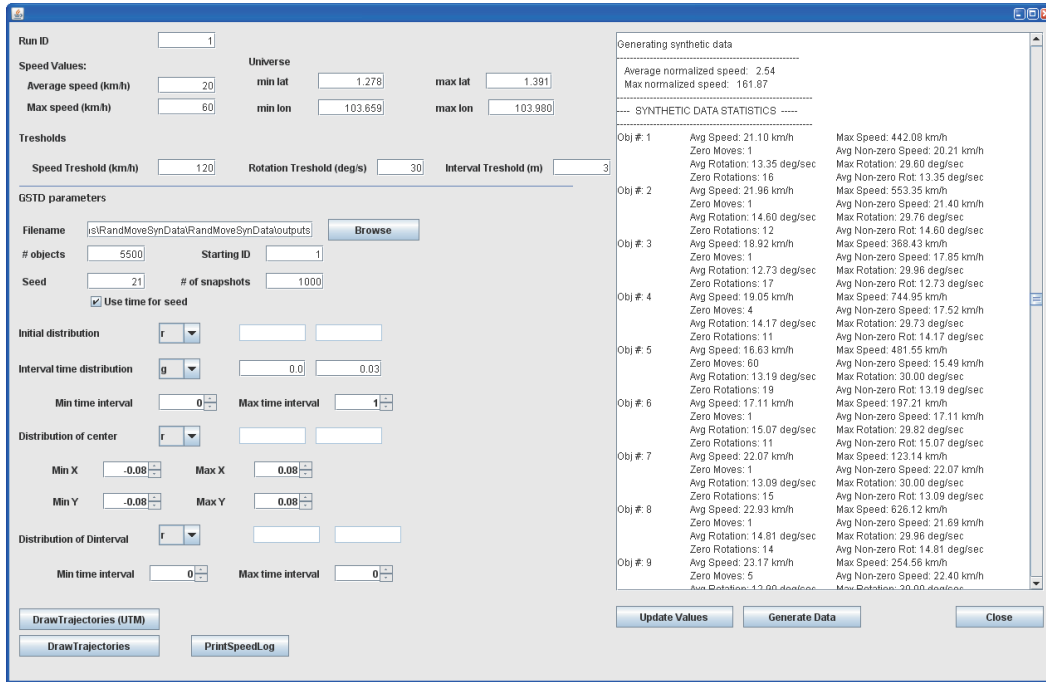 Run ID 1
Speed Values: Universe
Average speed (km/h) 20 min lat 1.278 max lat 1.391
Max speed (km/h) 60 min lon 103.659 max lon 103.980
Tresholds
Speed Treshold (km/h) 120 Rotation Treshold (deg/s) 30 Interval Treshold (m) 3
GSTD parameters
Filename ıs\RandMoveSynData\RandMoveSynData\outputs Browse
# objects 5500 Starting ID 1
Seed 21 # of snapshots 1000
Use time for seed
Initial distribution r
Interval time distribution g 0.0 0.03
Min time interval 0 Max time interval 1
Distribution of center r
Min X -0.08 Max X 0.08
Min Y -0.08 Max Y 0.08
Distribution of Dinterval r
Min time interval 0 Max time interval 0
DrawTrajectories (UTM)
DrawTrajectories PrintSpeedLog
Generating synthetic data
------------------------------------------------------------
Average normalized speed: 2.54
Max normalized speed: 161.87
------------------------------------------------------------
---- SYNTHETIC DATA STATISTICS -----
------------------------------------------------------------
Obj #: 1 Avg Speed: 21.10 km/h Max Speed: 442.08 km/h
Zero Moves: 1 Avg Non-zero Speed: 20.21 km/h
Avg Rotation: 13.35 deg/sec Max Rotation: 29.60 deg/sec
Zero Rotations: 16 Avg Non-zero Rot: 13.35 deg/sec
Obj #: 2 Avg Speed: 21.96 km/h Max Speed: 553.35 km/h
Zero Moves: 1 Avg Non-zero Speed: 21.40 km/h
Avg Rotation: 14.60 deg/sec Max Rotation: 29.76 deg/sec
Zero Rotations: 12 Avg Non-zero Rot: 14.60 deg/sec
Obj #: 3 Avg Speed: 18.92 km/h Max Speed: 368.43 km/h
Zero Moves: 1 Avg Non-zero Speed: 17.85 km/h
Avg Rotation: 12.73 deg/sec Max Rotation: 29.96 deg/sec
Zero Rotations: 17 Avg Non-zero Rot: 12.73 deg/sec
Obj #: 4 Avg Speed: 19.05 km/h Max Speed: 744.95 km/h
Zero Moves: 4 Avg Non-zero Speed: 17.52 km/h
Avg Rotation: 14.17 deg/sec Max Rotation: 29.73 deg/sec
Zero Rotations: 11 Avg Non-zero Rot: 14.17 deg/sec
Obj #: 5 Avg Speed: 16.63 km/h Max Speed: 481.55 km/h
Zero Moves: 60 Avg Non-zero Speed: 15.49 km/h
Avg Rotation: 13.19 deg/sec Max Rotation: 30.00 deg/sec
Zero Rotations: 19 Avg Non-zero Rot: 13.19 deg/sec
Obj #: 6 Avg Speed: 17.11 km/h Max Speed: 197.21 km/h
Zero Moves: 1 Avg Non-zero Speed: 17.11 km/h
Avg Rotation: 15.07 deg/sec Max Rotation: 29.82 deg/sec
Zero Rotations: 11 Avg Non-zero Rot: 15.07 deg/sec
Obj #: 7 Avg Speed: 22.07 km/h Max Speed: 123.14 km/h
Zero Moves: 1 Avg Non-zero Speed: 22.07 km/h
Avg Rotation: 13.09 deg/sec Max Rotation: 30.00 deg/sec
Zero Rotations: 15 Avg Non-zero Rot: 13.09 deg/sec
Obj #: 8 Avg Speed: 22.93 km/h Max Speed: 626.12 km/h
Zero Moves: 1 Avg Non-zero Speed: 21.69 km/h
Avg Rotation: 14.81 deg/sec Max Rotation: 29.96 deg/sec
Zero Rotations: 14 Avg Non-zero Rot: 14.81 deg/sec
Obj #: 9 Avg Speed: 23.17 km/h Max Speed: 254.56 km/h
Zero Moves: 5 Avg Non-zero Speed: 22.40 km/h
Avg Rotation: 12.90 deg/sec Max Rotation: 30.00 deg/sec
Update Values Generate Data Close